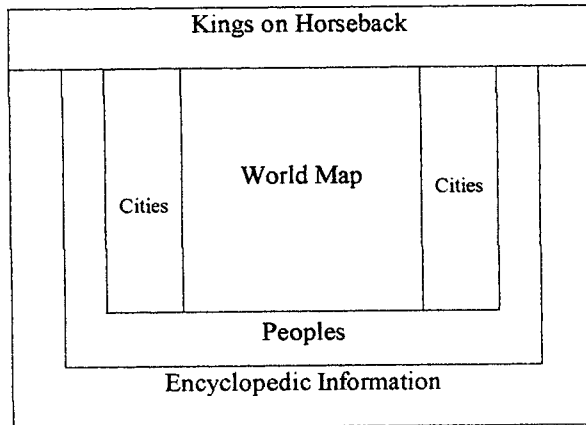 Kings on Horseback
World Map
Cities
Cities
Peoples
Encyclopedic Information